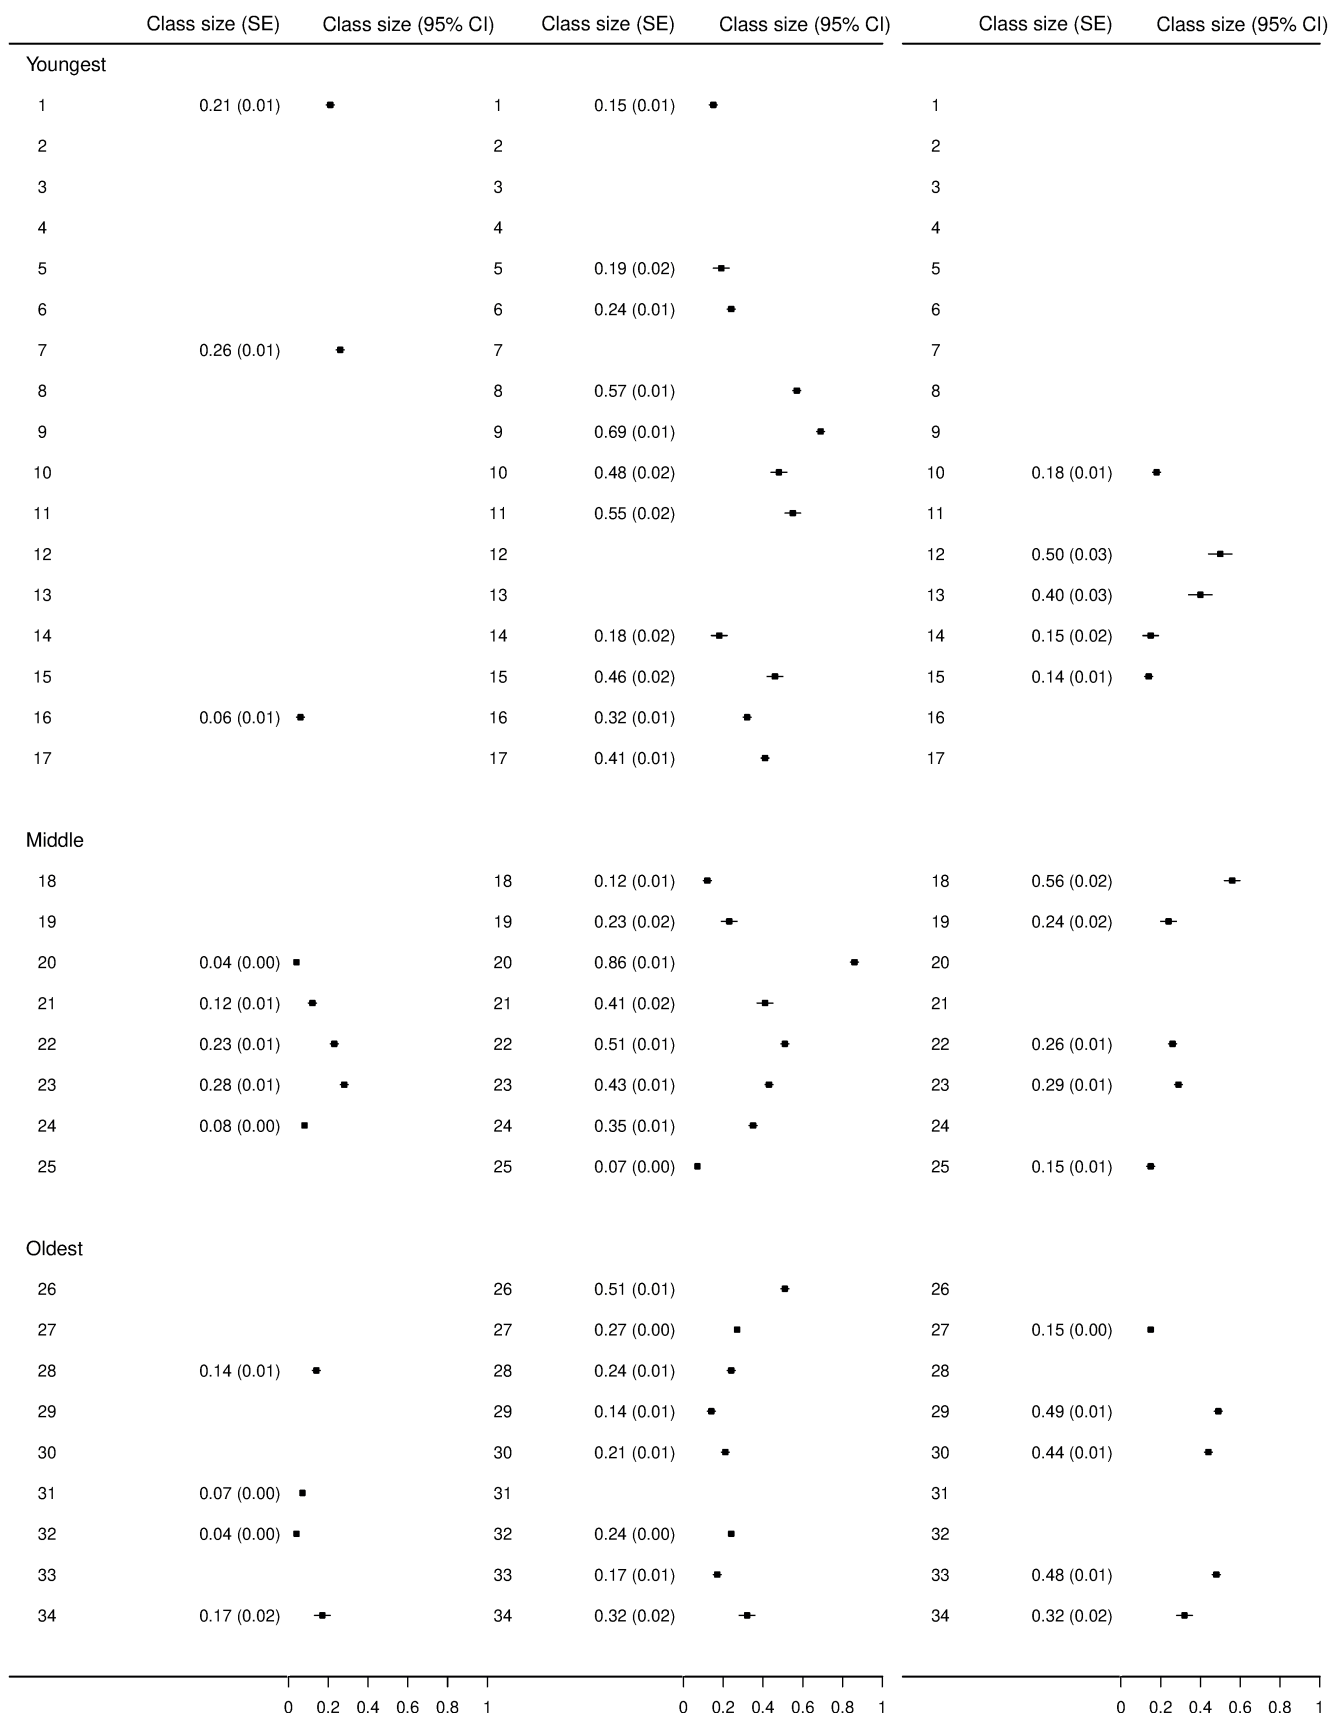 Class size (SE) Class size (95% CI) Class size (SE) Class size (95% CI) Class size (SE) Class size (95% CI)
Youngest
1 0.21 (0.01) 1 0.15 (0.01) 1
2 2 2
3 3 3
4 4 4
5 5 0.19 (0.02) 5
6 6 0.24 (0.01) 6
7 0.26 (0.01) 7 7
8 8 0.57 (0.01) 8
9 9 0.69 (0.01) 9
10 10 0.48 (0.02) 10 0.18 (0.01)
11 11 0.55 (0.02) 11
12 12 12 0.50 (0.03)
13 13 13 0.40 (0.03)
14 14 0.18 (0.02) 14 0.15 (0.02)
15 15 0.46 (0.02) 15 0.14 (0.01)
16 0.06 (0.01) 16 0.32 (0.01) 16
17 17 0.41 (0.01) 17
Middle
18 18 0.12 (0.01) 18 0.56 (0.02)
19 19 0.23 (0.02) 19 0.24 (0.02)
20 0.04 (0.00) 20 0.86 (0.01) 20
21 0.12 (0.01) 21 0.41 (0.02) 21
22 0.23 (0.01) 22 0.51 (0.01) 22 0.26 (0.01)
23 0.28 (0.01) 23 0.43 (0.01) 23 0.29 (0.01)
24 0.08 (0.00) 24 0.35 (0.01) 24
25 25 0.07 (0.00) 25 0.15 (0.01)
Oldest
26 26 0.51 (0.01) 26
27 27 0.27 (0.00) 27 0.15 (0.00)
28 0.14 (0.01) 28 0.24 (0.01) 28
29 29 0.14 (0.01) 29 0.49 (0.01)
30 30 0.21 (0.01) 30 0.44 (0.01)
31 0.07 (0.00) 31 31
32 0.04 (0.00) 32 0.24 (0.00) 32
33 33 0.17 (0.01) 33 0.48 (0.01)
34 0.17 (0.02) 34 0.32 (0.02) 34 0.32 (0.02)
0 0.2 0.4 0.6 0.8 1 0 0.2 0.4 0.6 0.8 1 0 0.2 0.4 0.6 0.8 1